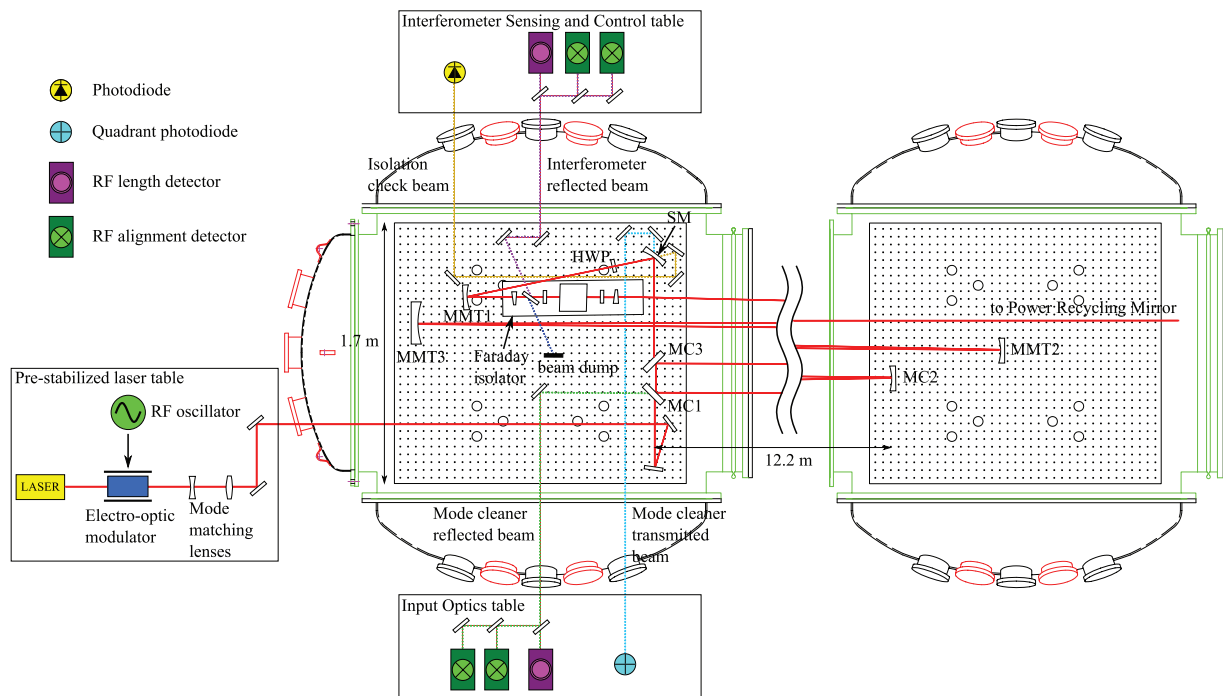 Interferometer Sensing and Control table
Photodiode
Quadrant photodiode
RF length detector
RF alignment detector
Isolation
check beam
Interferometer
reflected beam
SM
HWP
MMT1
MMT3
1.7 m
Faraday
isolator
beam dump
MC3
MC1
to Power Recycling Mirror
MMT2
MC2
12.2 m
Pre-stabilized laser table
RF oscillator
LASER
Electro-optic
modulator
Mode
matching
lenses
Mode cleaner
reflected beam
Mode cleaner
transmitted
beam
Input Optics table